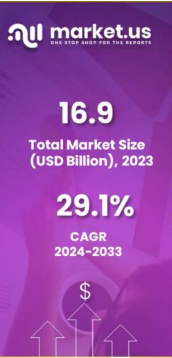 market.us
ONE STOP SHOP FOR THE REPORTS
16.9
Total Market Size
(USD Billion), 2023
29.1%
CAGR
2024-2033
$